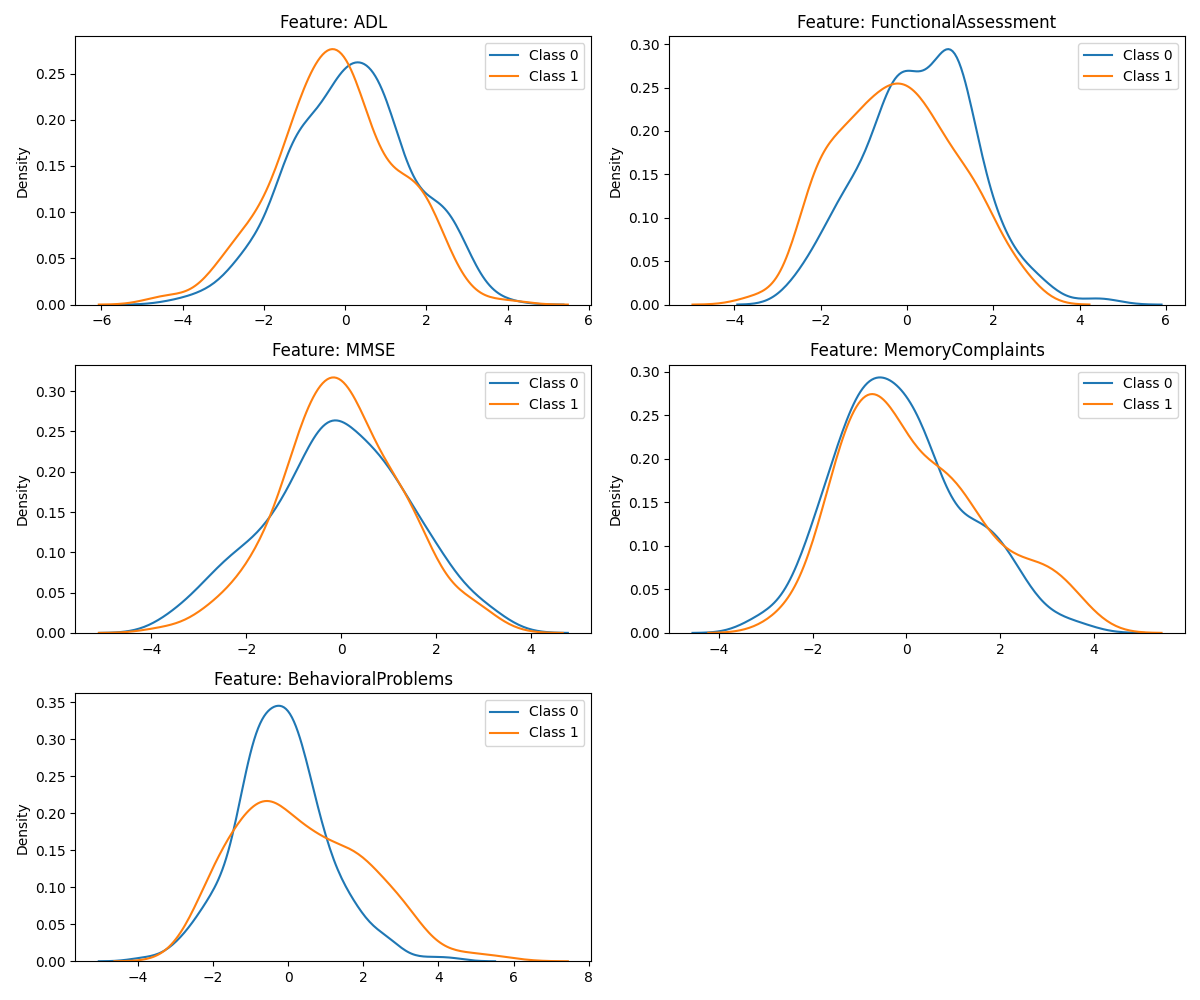 Feature: ADL
Density
0.25
0.20
0.15
0.10
0.05
0.00
−6 −4 −2 0 2 4 6
Class 0
Class 1
Feature: FunctionalAssessment
Density
0.30
0.25
0.20
0.15
0.10
0.05
0.00
−4 −2 0 2 4 6
Class 0
Class 1
Feature: MMSE
Density
0.30
0.25
0.20
0.15
0.10
0.05
0.00
−4 −2 0 2 4
Class 0
Class 1
Feature: MemoryComplaints
Density
0.30
0.25
0.20
0.15
0.10
0.05
0.00
−4 −2 0 2 4
Class 0
Class 1
Feature: BehavioralProblems
Density
0.35
0.30
0.25
0.20
0.15
0.10
0.05
0.00
−4 −2 0 2 4 6 8
Class 0
Class 1